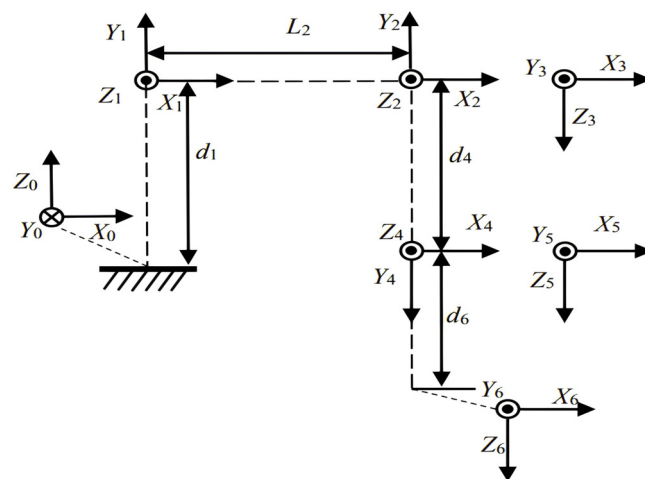 Y1 L2 Y2
Z1 X1 Z2 X2 Y3 X3
Z3
d1 d4
Z0
Y0 X0
Z4 X4 Y5 X5
Y4 Z5
d6
Y6 X6
Z6